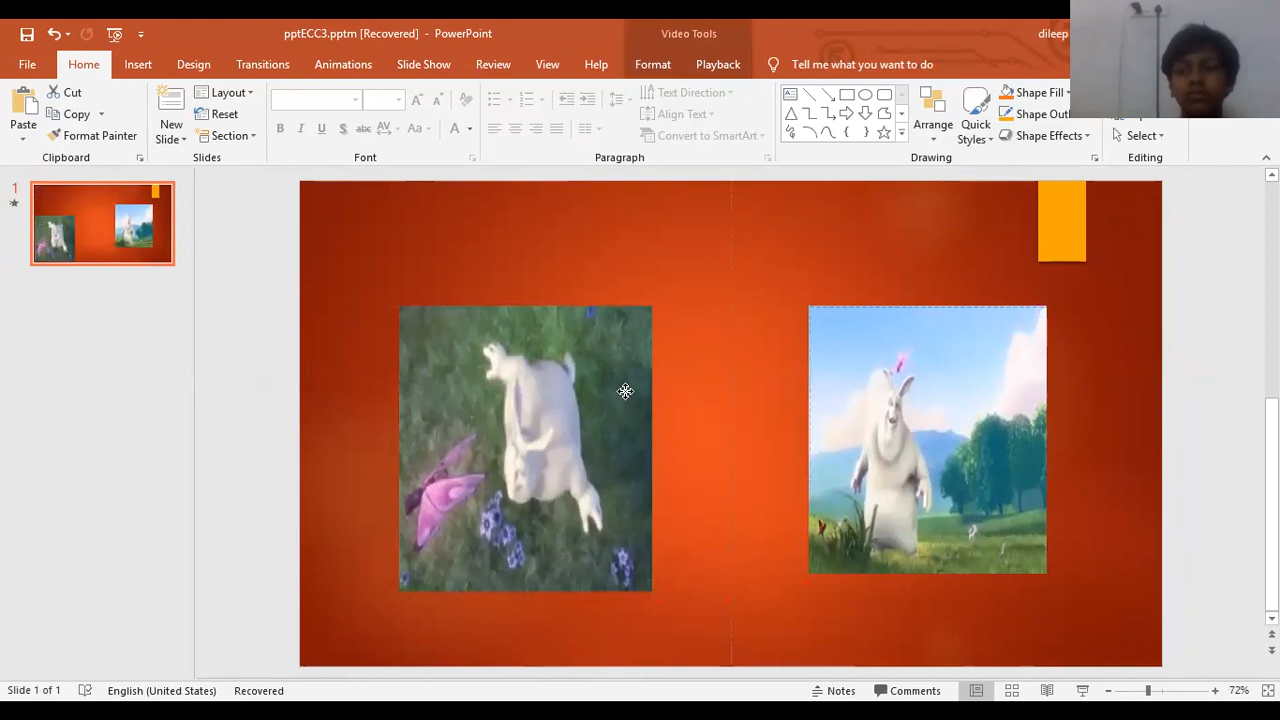 pptECC3.pptm [Recovered] - PowerPoint
Video Tools
dileep
File
Home
Insert
Design
Transitions
Animations
Slide Show
Review
View
Help
Format
Playback
Tell me what you want to do
Paste
Cut
Copy
Format Painter
Clipboard
New
Slide
Layout
Reset
Section
Slides
Font
Text Direction
Align Text
Convert to SmartArt
Paragraph
Arrange
Quick
Styles
Shape Fill
Shape Out
Shape Effects
Drawing
Select
Editing
1
Slide 1 of 1
English (United States)
Recovered
Notes
Comments
72%